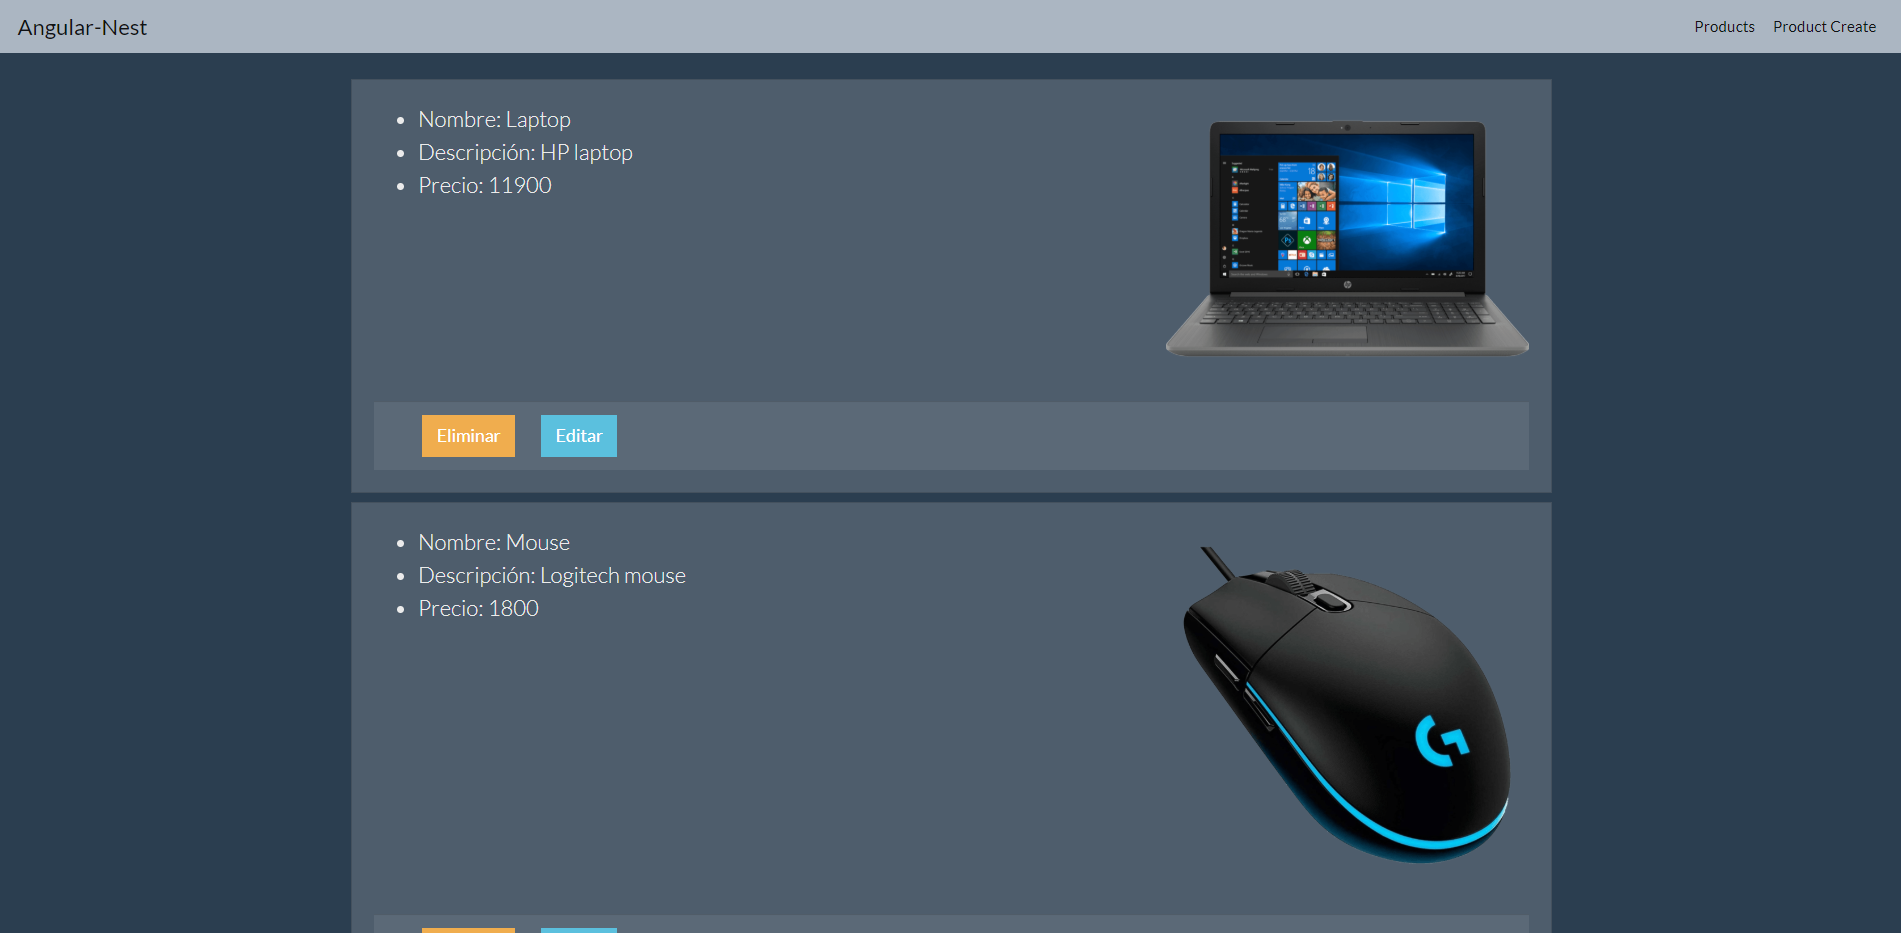 Angular-Nest
Products Product Create
Nombre: Laptop
Descripción: HP laptop
Precio: 11900
Eliminar Editar
Nombre: Mouse
Descripción: Logitech mouse
Precio: 1800